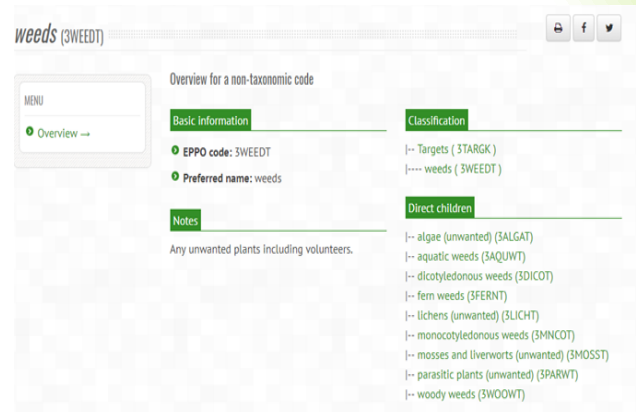 weeds (3WEEDT)
MENU
Overview →
Overview for a non-taxonomic code
Basic information
EPPO code: 3WEEDT
Preferred name: weeds
Notes
Any unwanted plants including volunteers.
Classification
|-- Targets ( 3TARGK )
|---- weeds ( 3WEEDT )
Direct children
|-- algae (unwanted) (3ALGAT)
|-- aquatic weeds (3AQUWT)
|-- dicotyledonous weeds (3DICOT)
|-- fern weeds (3FERNT)
|-- lichens (unwanted) (3LICHT)
|-- monocotyledonous weeds (3MNCOT)
|-- mosses and liverworts (unwanted) (3MOSST)
|-- parasitic plants (unwanted) (3PARWT)
|-- woody weeds (3WOOWT)